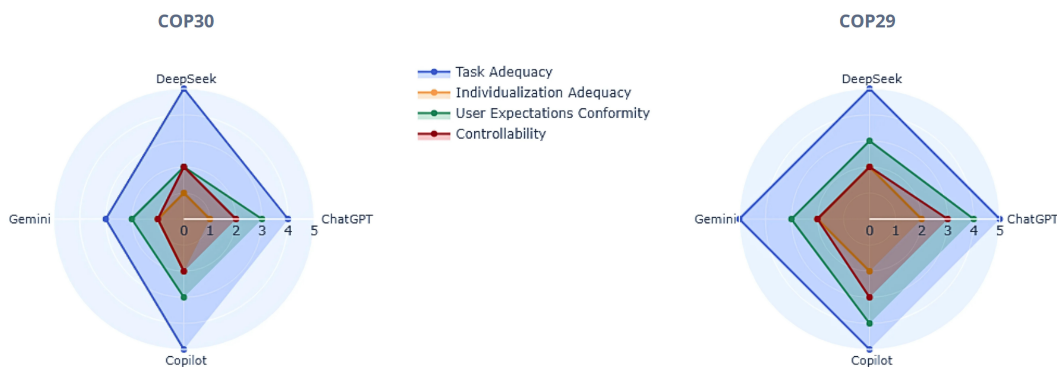 COP30
COP29
DeepSeek
Gemini
ChatGPT
Copilot
0 1 2 3 4 5
Task Adequacy
Individualization Adequacy
User Expectations Conformity
Controllability
DeepSeek
Gemini
ChatGPT
Copilot
0 1 2 3 4 5